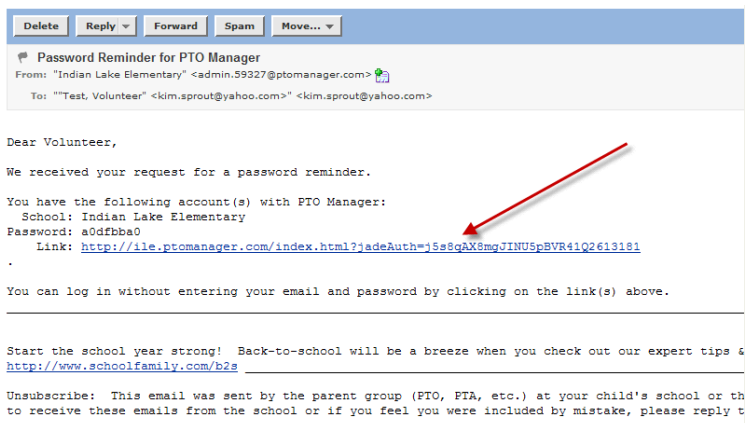 Delete Reply Forward Spam Move...
Password Reminder for PTO Manager
From: "Indian Lake Elementary" <admin.59327@ptomanager.com>
To: ""Test, Volunteer" <kim.sprout@yahoo.com>" <kim.sprout@yahoo.com>
Dear Volunteer,
We received your request for a password reminder.
You have the following account(s) with PTO Manager:
School: Indian Lake Elementary
Password: a0dfbba0
Link: http://ile.ptomanager.com/index.html?jadeAuth=j5s8qAX8mgJINU5pBVR41Q2613181
.
You can log in without entering your email and password by clicking on the link(s) above.
Start the school year strong! Back-to-school will be a breeze when you check out our expert tips &
http://www.schoolfamily.com/b2s
Unsubscribe: This email was sent by the parent group (PTO, PTA, etc.) at your child's school or th
to receive these emails from the school or if you feel you were included by mistake, please reply t